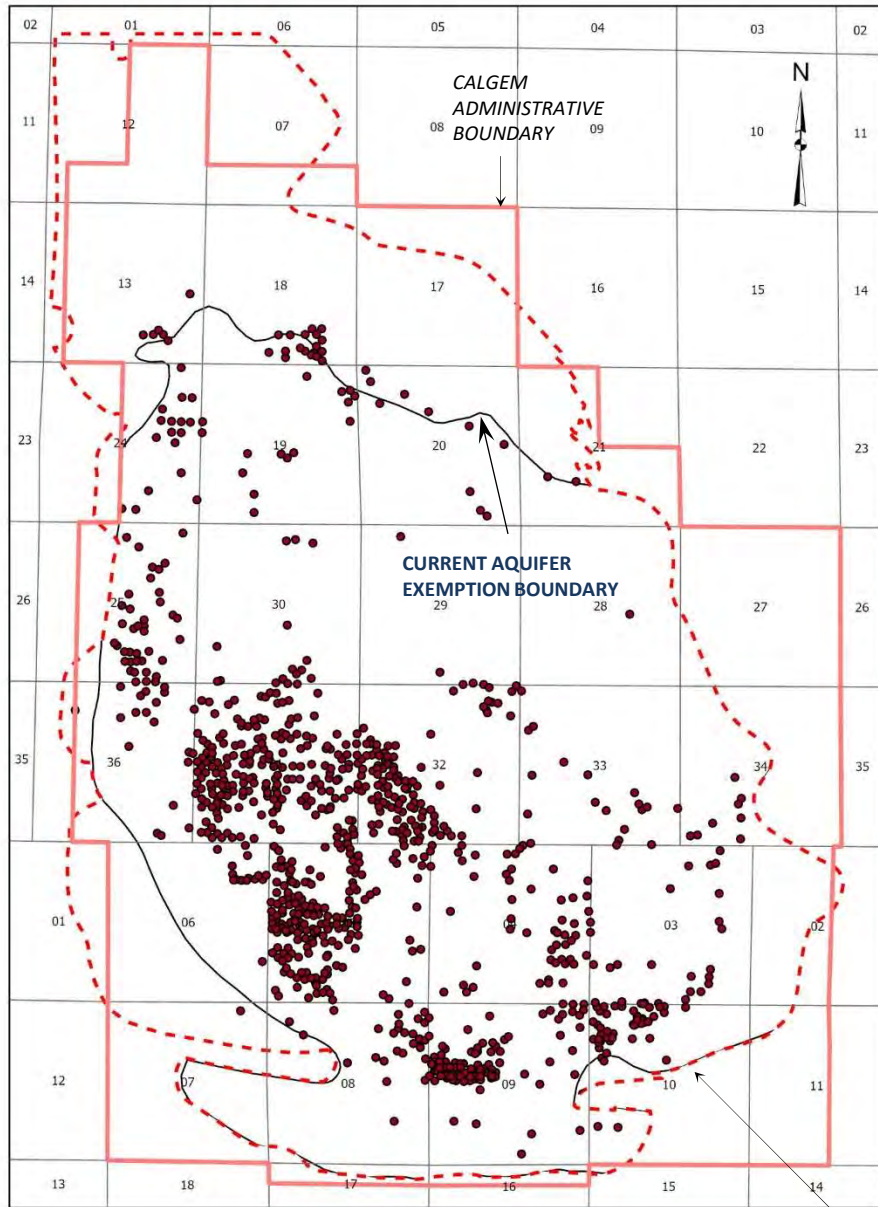 02 01 06 05 04 03 02
CALGEM
ADMINISTRATIVE
BOUNDARY
N
11 12 07 08 09 10 11
14 13 18 17 16 15 14
23 24 19 20 21 22 23
CURRENT AQUIFER
EXEMPTION BOUNDARY
26 25 30 29 28 27 26
35 36 32 33 34 35
01 06 03 02
12 07 08 09 10 11
13 18 17 16 15 14